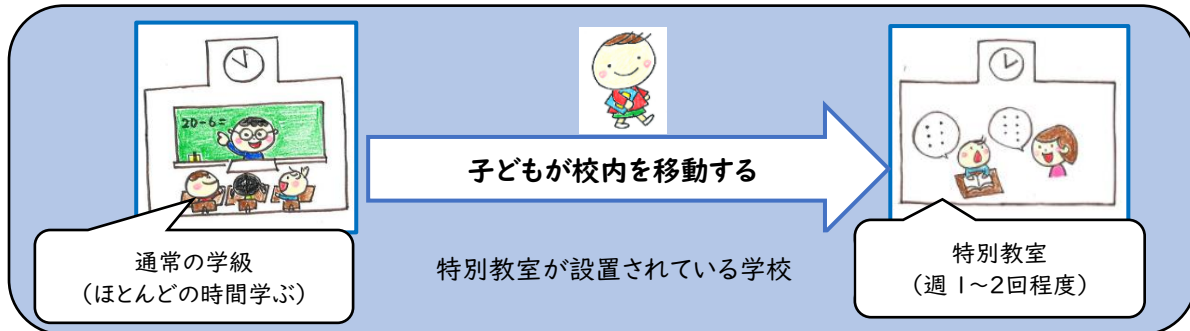 20-6=
子どもが校内を移動する
通常の学級
(ほとんどの時間学ぶ)
特別教室が設置されている学校
特別教室
(週1~2回程度)